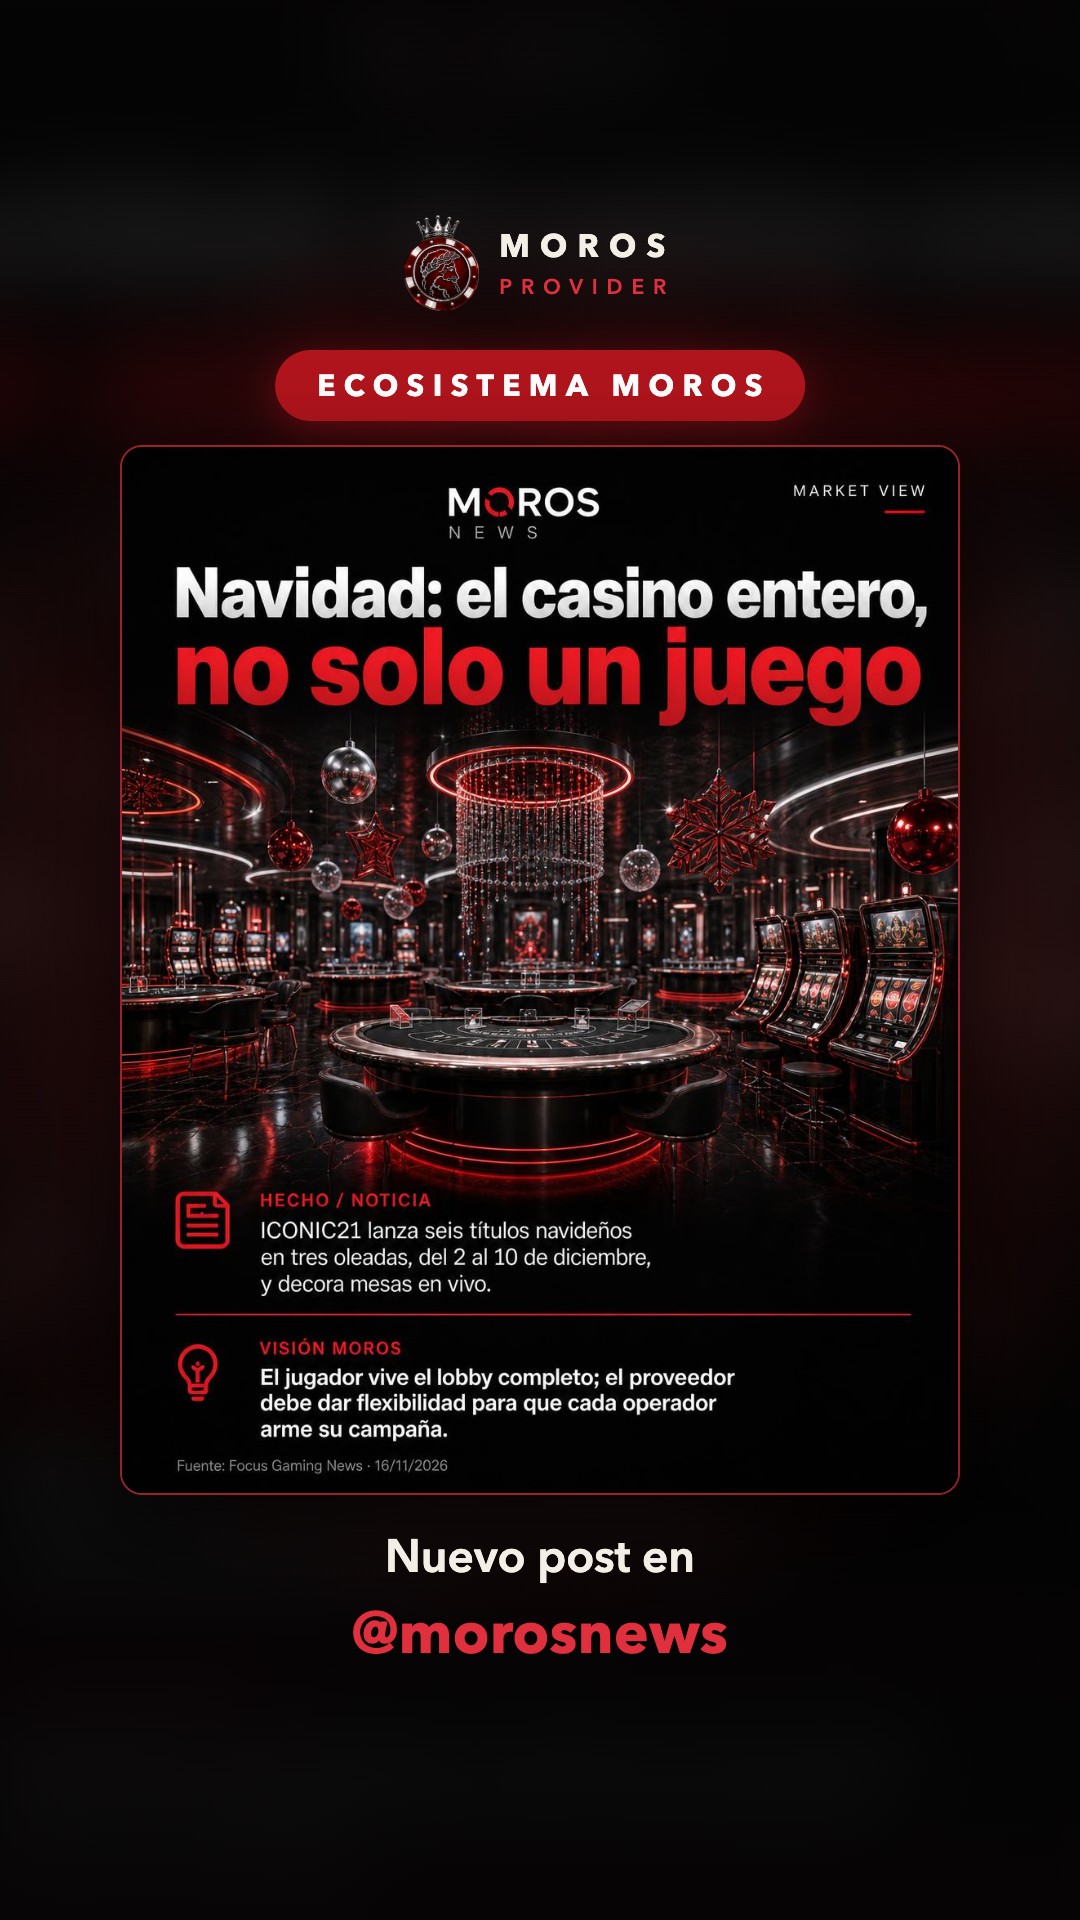 MOROS
PROVIDER
ECOSISTEMA MOROS
MOROS
NEWS
MARKET VIEW
Navidad: el casino entero,
no solo un juego
HECHO / NOTICIA
ICONIC21 lanza seis títulos navideños
en tres oleadas, del 2 al 10 de diciembre,
y decora mesas en vivo.
VISIÓN MOROS
El jugador vive el lobby completo; el proveedor
debe dar flexibilidad para que cada operador
arme su campaña.
Fuente: Focus Gaming News · 16/11/2026
Nuevo post en
@morosnews